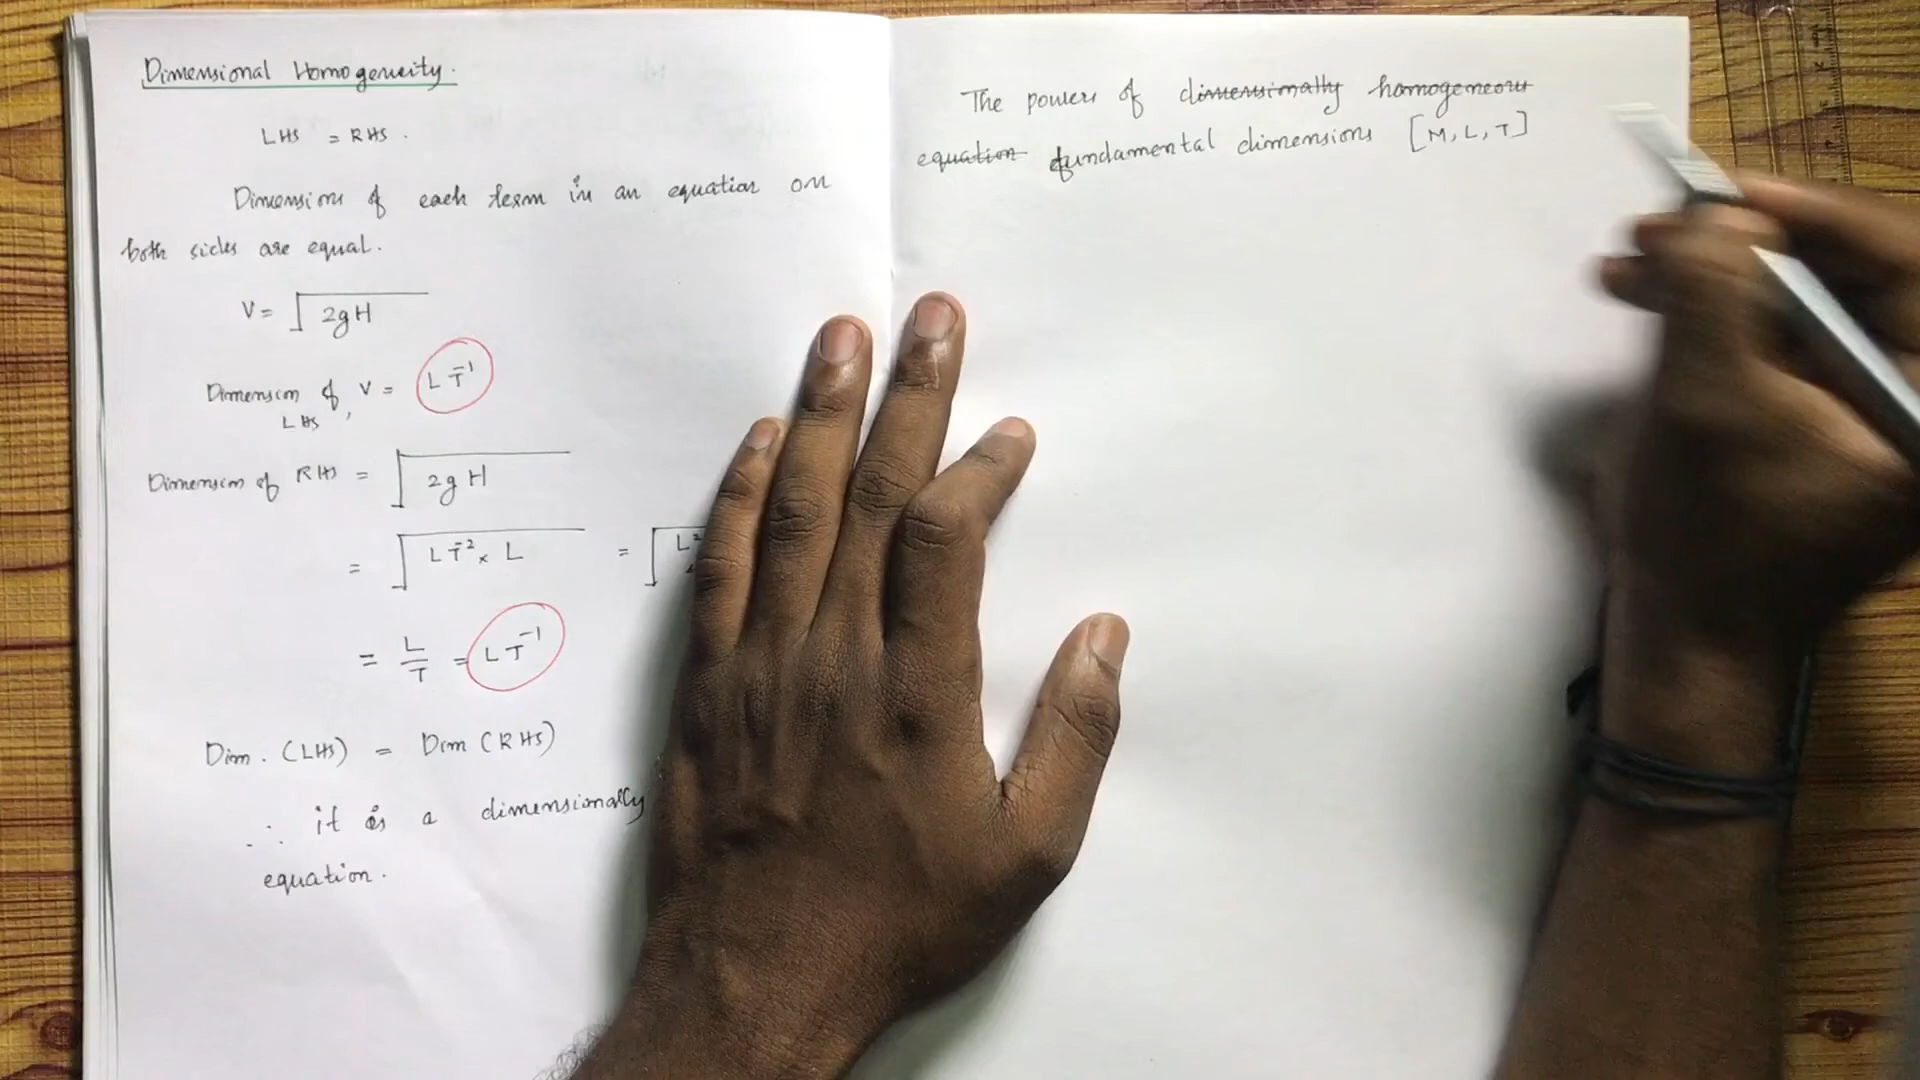 Dimensional Homogeneity.
LHS = RHS.
Dimensions of each term in an equation on
both sides are equal.
V = √2gH
Dimension of V = LT⁻¹
LHS,
Dimension of RHS = √2gH
= √LT⁻² × L = √L²
= L/T = LT⁻¹
Dim. (LHS) = Dim (RHS)
∴ it is a dimensionally
equation.
The powers of dimensionally homogeneous
equation fundamental dimensions [M, L, T]